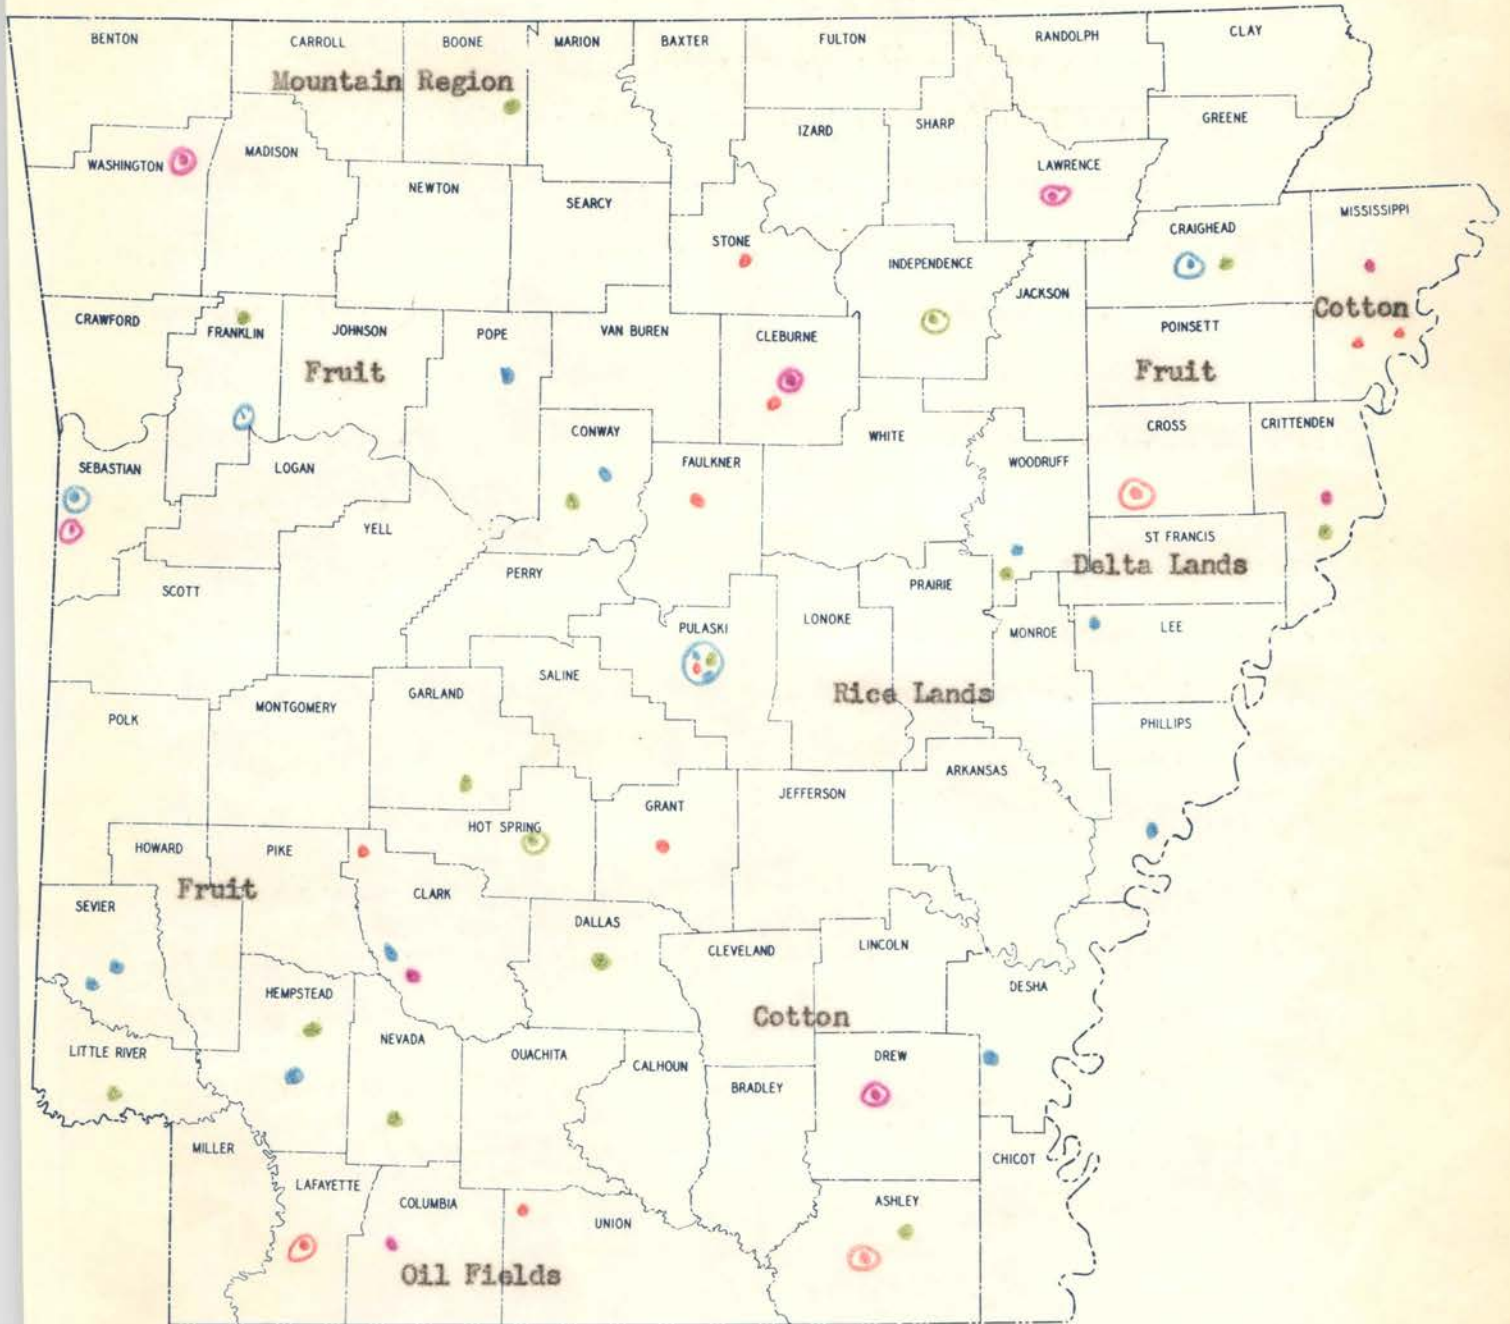 BENTON
CARROLL
BOONE
MARION
BAXTER
FULTON
RANDOLPH
CLAY
Mountain Region
WASHINGTON
MADISON
NEWTON
SEARCY
IZARD
SHARP
LAWRENCE
GREENE
STONE
INDEPENDENCE
JACKSON
CRAIGHEAD
MISSISSIPPI
CRAWFORD
FRANKLIN
JOHNSON
POPE
VAN BUREN
CLEBURNE
POINSETT
Cotton
Fruit
Fruit
SEBASTIAN
LOGAN
CONWAY
FAULKNER
WHITE
WOODRUFF
CROSS
CRITTENDEN
YELL
ST FRANCIS
Delta Lands
SCOTT
PERRY
PULASKI
LONOKE
PRAIRIE
MONROE
LEE
POLK
MONTGOMERY
GARLAND
SALINE
Rice Lands
PHILLIPS
ARKANSAS
HOT SPRING
GRANT
JEFFERSON
HOWARD
PIKE
Fruit
CLARK
SEVIER
DALLAS
CLEVELAND
LINCOLN
DESHA
HEMPSTEAD
Cotton
LITTLE RIVER
NEVADA
OUACHITA
CALHOUN
BRADLEY
DREW
MILLER
LAFAYETTE
COLUMBIA
UNION
ASHLEY
CHICOT
Oil Fields